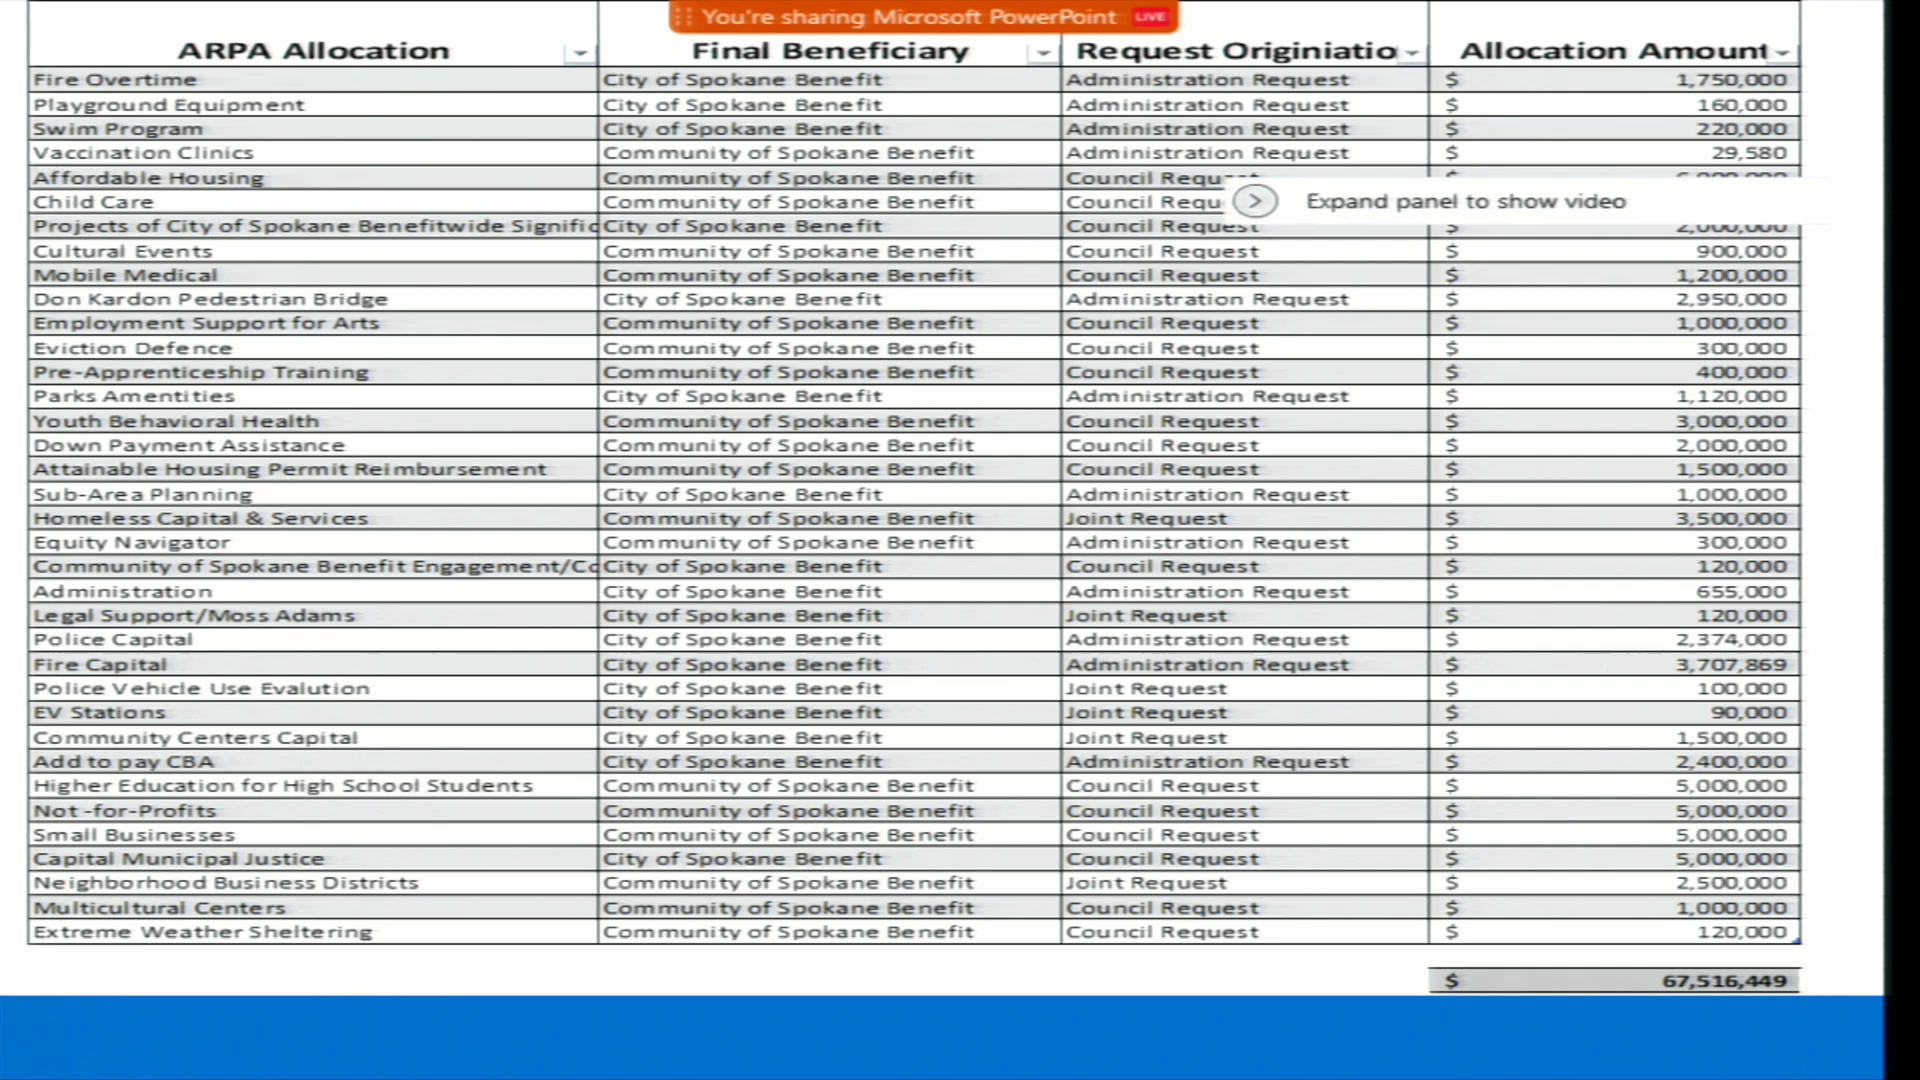 You're sharing Microsoft PowerPoint LIVE
ARPA Allocation Final Beneficiary Request Originiatio Allocation Amount
Fire Overtime City of Spokane Benefit Administration Request $ 1,750,000
Playground Equipment City of Spokane Benefit Administration Request $ 160,000
Swim Program City of Spokane Benefit Administration Request $ 220,000
Vaccination Clinics Community of Spokane Benefit Administration Request $ 29,580
Affordable Housing Community of Spokane Benefit Council Request $
Child Care Community of Spokane Benefit Council Requ
Expand panel to show video
Projects of City of Spokane Benefitwide Signific City of Spokane Benefit Council Request $ 2,000,000
Cultural Events Community of Spokane Benefit Council Request $ 900,000
Mobile Medical Community of Spokane Benefit Council Request $ 1,200,000
Don Kardon Pedestrian Bridge City of Spokane Benefit Administration Request $ 2,950,000
Employment Support for Arts Community of Spokane Benefit Council Request $ 1,000,000
Eviction Defence Community of Spokane Benefit Council Request $ 300,000
Pre-Apprenticeship Training Community of Spokane Benefit Council Request $ 400,000
Parks Amentities City of Spokane Benefit Administration Request $ 1,120,000
Youth Behavioral Health Community of Spokane Benefit Council Request $ 3,000,000
Down Payment Assistance Community of Spokane Benefit Council Request $ 2,000,000
Attainable Housing Permit Reimbursement Community of Spokane Benefit Council Request $ 1,500,000
Sub-Area Planning City of Spokane Benefit Administration Request $ 1,000,000
Homeless Capital & Services Community of Spokane Benefit Joint Request $ 3,500,000
Equity Navigator Community of Spokane Benefit Administration Request $ 300,000
Community of Spokane Benefit Engagement/Co City of Spokane Benefit Council Request $ 120,000
Administration City of Spokane Benefit Administration Request $ 655,000
Legal Support/Moss Adams City of Spokane Benefit Joint Request $ 120,000
Police Capital City of Spokane Benefit Administration Request $ 2,374,000
Fire Capital City of Spokane Benefit Administration Request $ 3,707,869
Police Vehicle Use Evalution City of Spokane Benefit Joint Request $ 100,000
EV Stations City of Spokane Benefit Joint Request $ 90,000
Community Centers Capital City of Spokane Benefit Joint Request $ 1,500,000
Add to pay CBA City of Spokane Benefit Administration Request $ 2,400,000
Higher Education for High School Students Community of Spokane Benefit Council Request $ 5,000,000
Not -for-Profits Community of Spokane Benefit Council Request $ 5,000,000
Small Businesses Community of Spokane Benefit Council Request $ 5,000,000
Capital Municipal Justice City of Spokane Benefit Council Request $ 5,000,000
Neighborhood Business Districts Community of Spokane Benefit Joint Request $ 2,500,000
Multicultural Centers Community of Spokane Benefit Council Request $ 1,000,000
Extreme Weather Sheltering Community of Spokane Benefit Council Request $ 120,000
$ 67,516,449